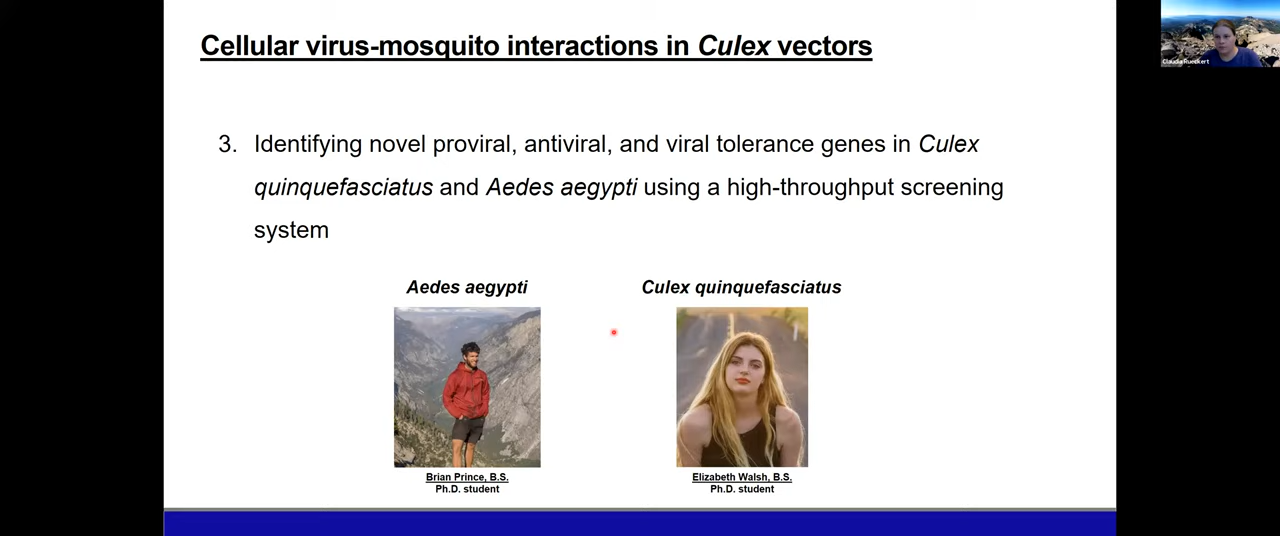 Cellular virus-mosquito interactions in Culex vectors
Claudia Rueckert
3. Identifying novel proviral, antiviral, and viral tolerance genes in Culex
quinquefasciatus and Aedes aegypti using a high-throughput screening
system
Aedes aegypti
Culex quinquefasciatus
Brian Prince, B.S.
Ph.D. student
Elizabeth Walsh, B.S.
Ph.D. student